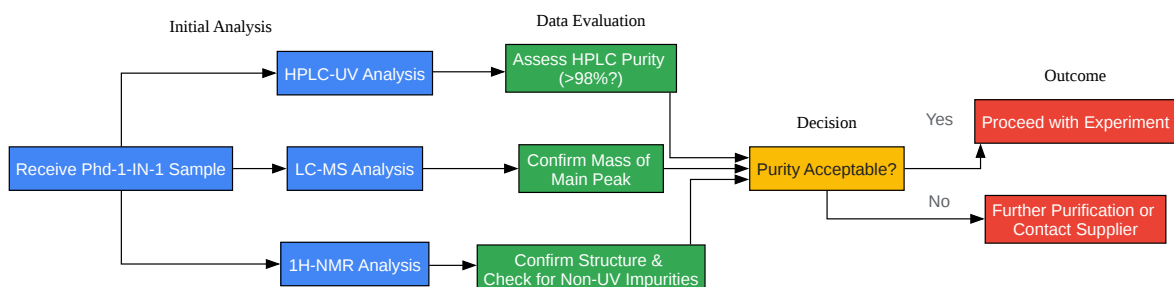 Initial Analysis
Data Evaluation
Outcome
Decision
HPLC-UV Analysis
Assess HPLC Purity
(>98%?)
Yes
Proceed with Experiment
Receive Phd-1-IN-1 Sample
LC-MS Analysis
Confirm Mass of
Main Peak
Purity Acceptable?
No
Further Purification or
Contact Supplier
1H-NMR Analysis
Confirm Structure &
Check for Non-UV Impurities